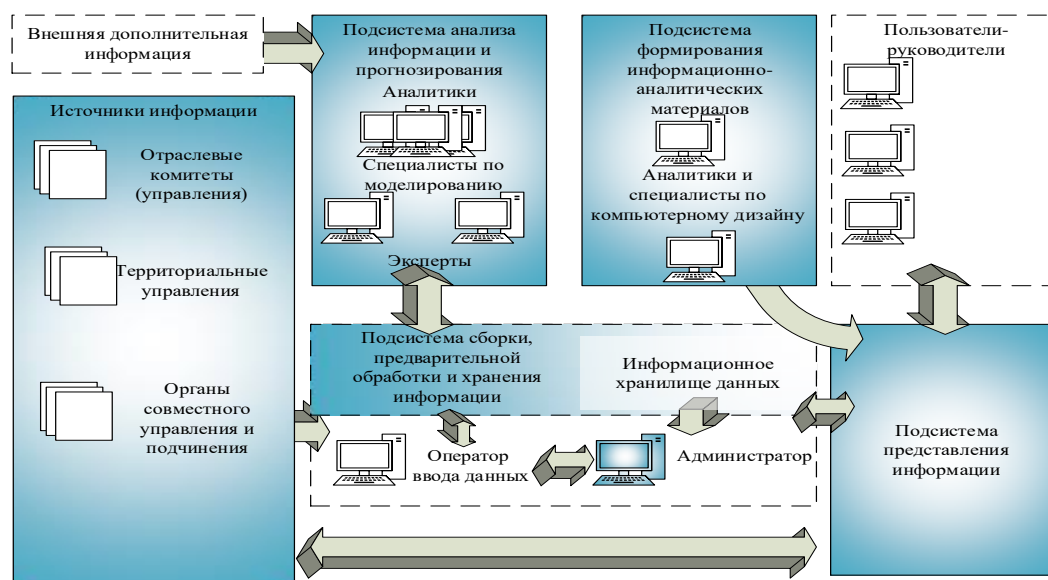 Внешняя дополнительная
информация
Подсистема анализа
информации и
прогнозирования
Аналитики
Специалисты по
моделированию
Эксперты
Подсистема
формирования
информационно-
аналитических
материалов
Аналитики и
специалисты по
компьютерному дизайну
Пользователи-
руководители
Источники информации
Отраслевые
комитеты
(управления)
Территориальные
управления
Органы
совместного
управления и
подчинения
Подсистема сборки,
предварительной
обработки и хранения
информации
Информационное
хранилище данных
Оператор
ввода данных
Администратор
Подсистема
представления
информации